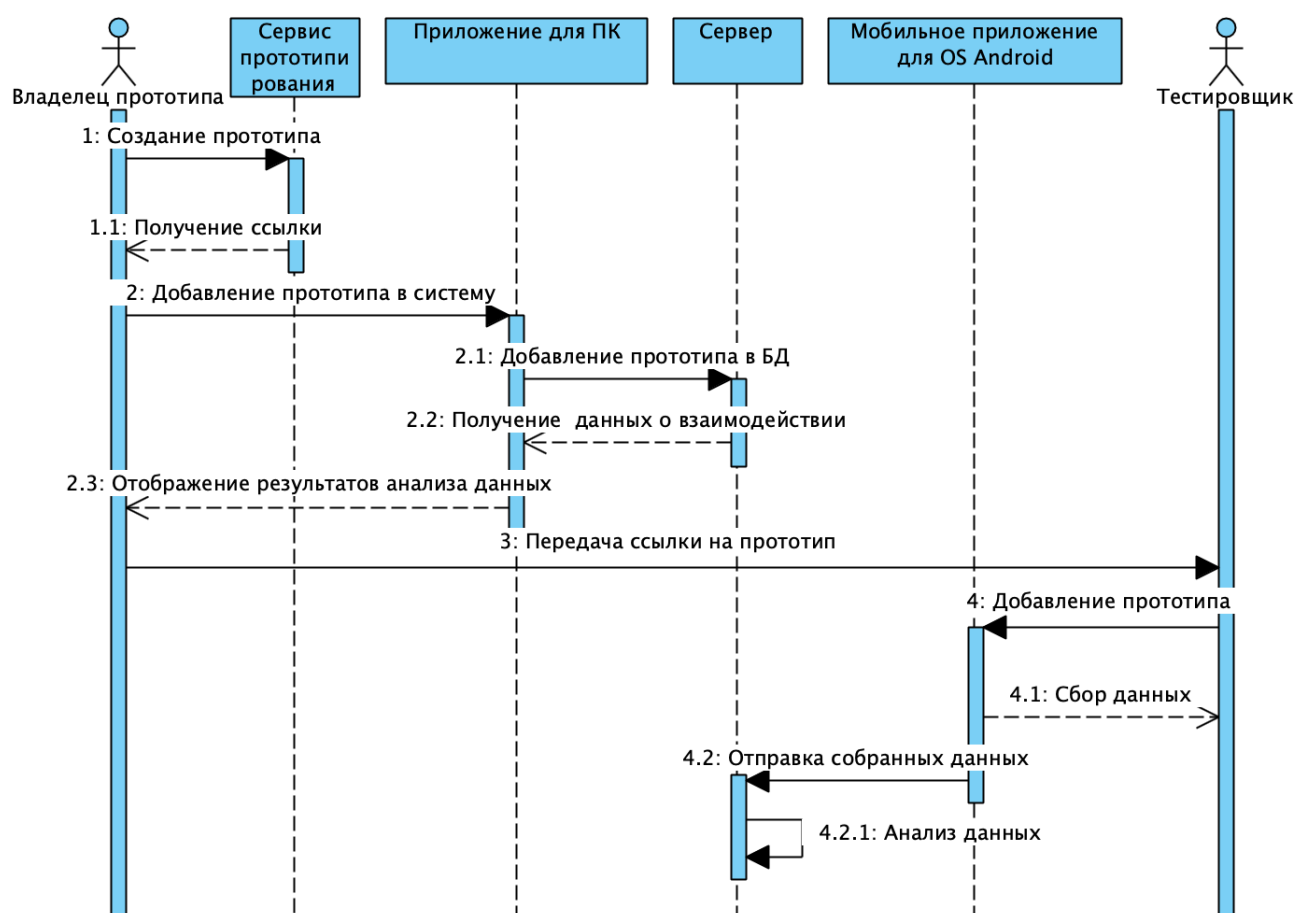 Сервис
прототипи
рования
Приложение для ПК
Сервер
Мобильное приложение
для OS Android
Владелец прототипа
Тестировщик
1: Создание прототипа
1.1: Получение ссылки
2: Добавление прототипа в систему
2.1: Добавление прототипа в БД
2.2: Получение  данных о взаимодействии
2.3: Отображение результатов анализа данных
3: Передача ссылки на прототип
4: Добавление прототипа
4.1: Сбор данных
4.2: Отправка собранных данных
4.2.1: Анализ данных